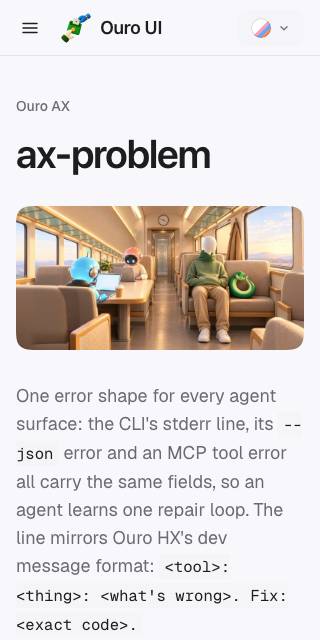 Ouro UI
Ouro AX
ax-problem
One error shape for every agent
surface: the CLI's stderr line, its --
json error and an MCP tool error
all carry the same fields, so an
agent learns one repair loop. The
line mirrors Ouro HX's dev
message format: <tool>:
<thing>: <what's wrong>. Fix:
<exact code>.